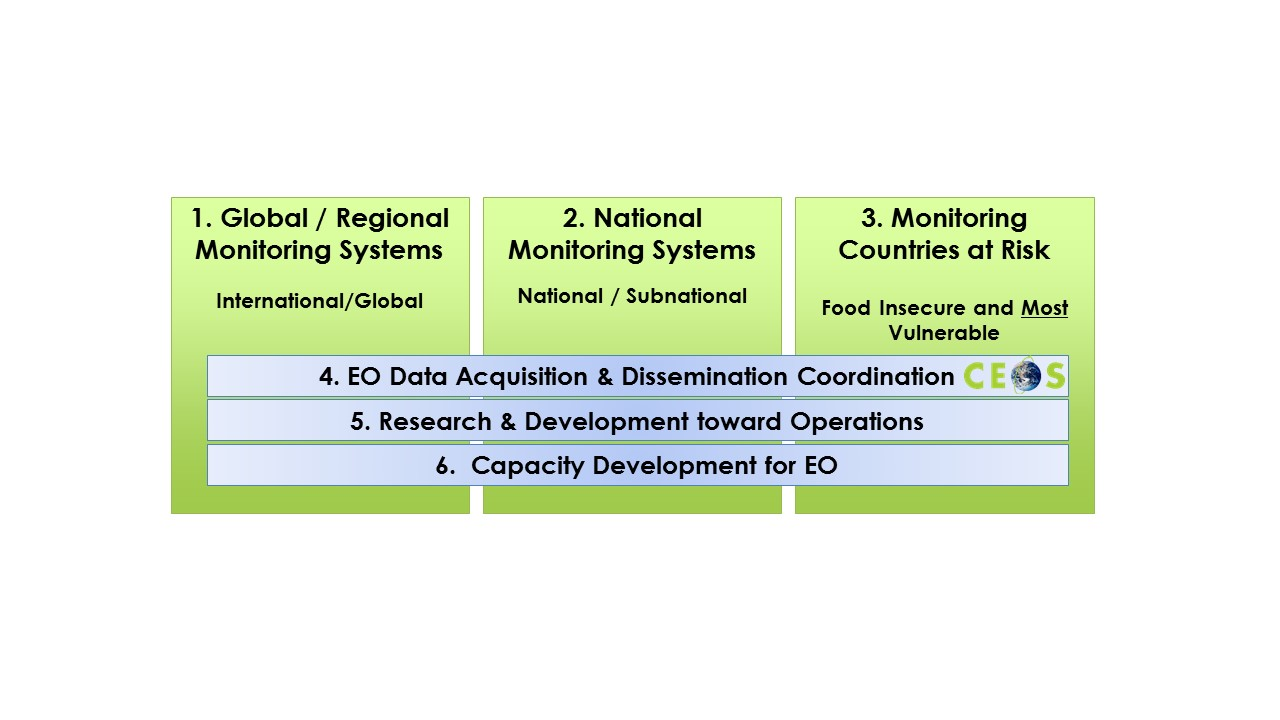 1. Global / Regional
Monitoring Systems
International/Global
2. National
Monitoring Systems
National / Subnational
3. Monitoring
Countries at Risk
Food Insecure and Most
Vulnerable
4. EO Data Acquisition & Dissemination Coordination CEOS
5. Research & Development toward Operations
6. Capacity Development for EO